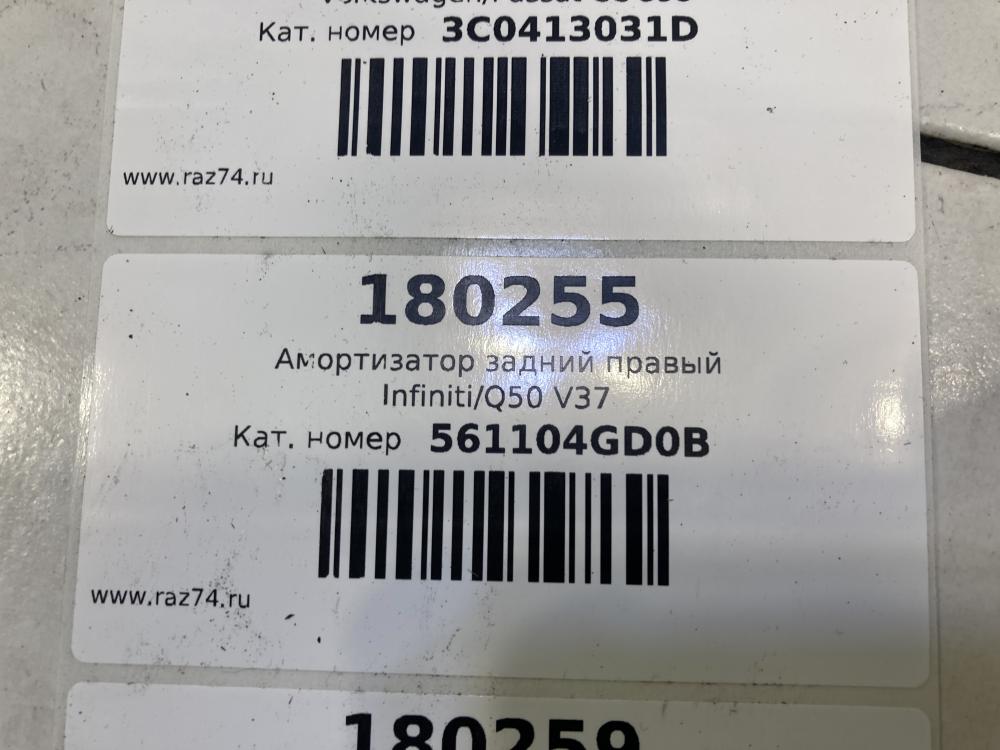 Кат. номер 3C0413031D
www.raz74.ru
180255
Амортизатор задний правый
Infiniti/Q50 V37
Кат. номер 561104GD0B
www.raz74.ru
180259